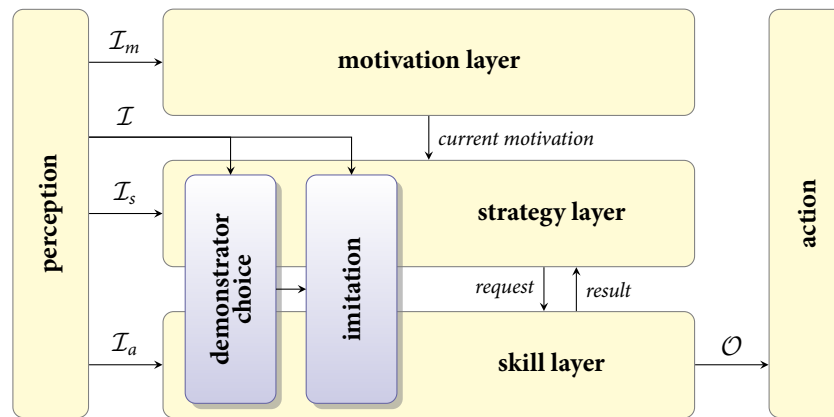 perception
ℐₘ
motivation layer
ℐ
current motivation
ℐₛ
demonstrator
choice
imitation
strategy layer
request
result
ℐₐ
skill layer
𝒪
action